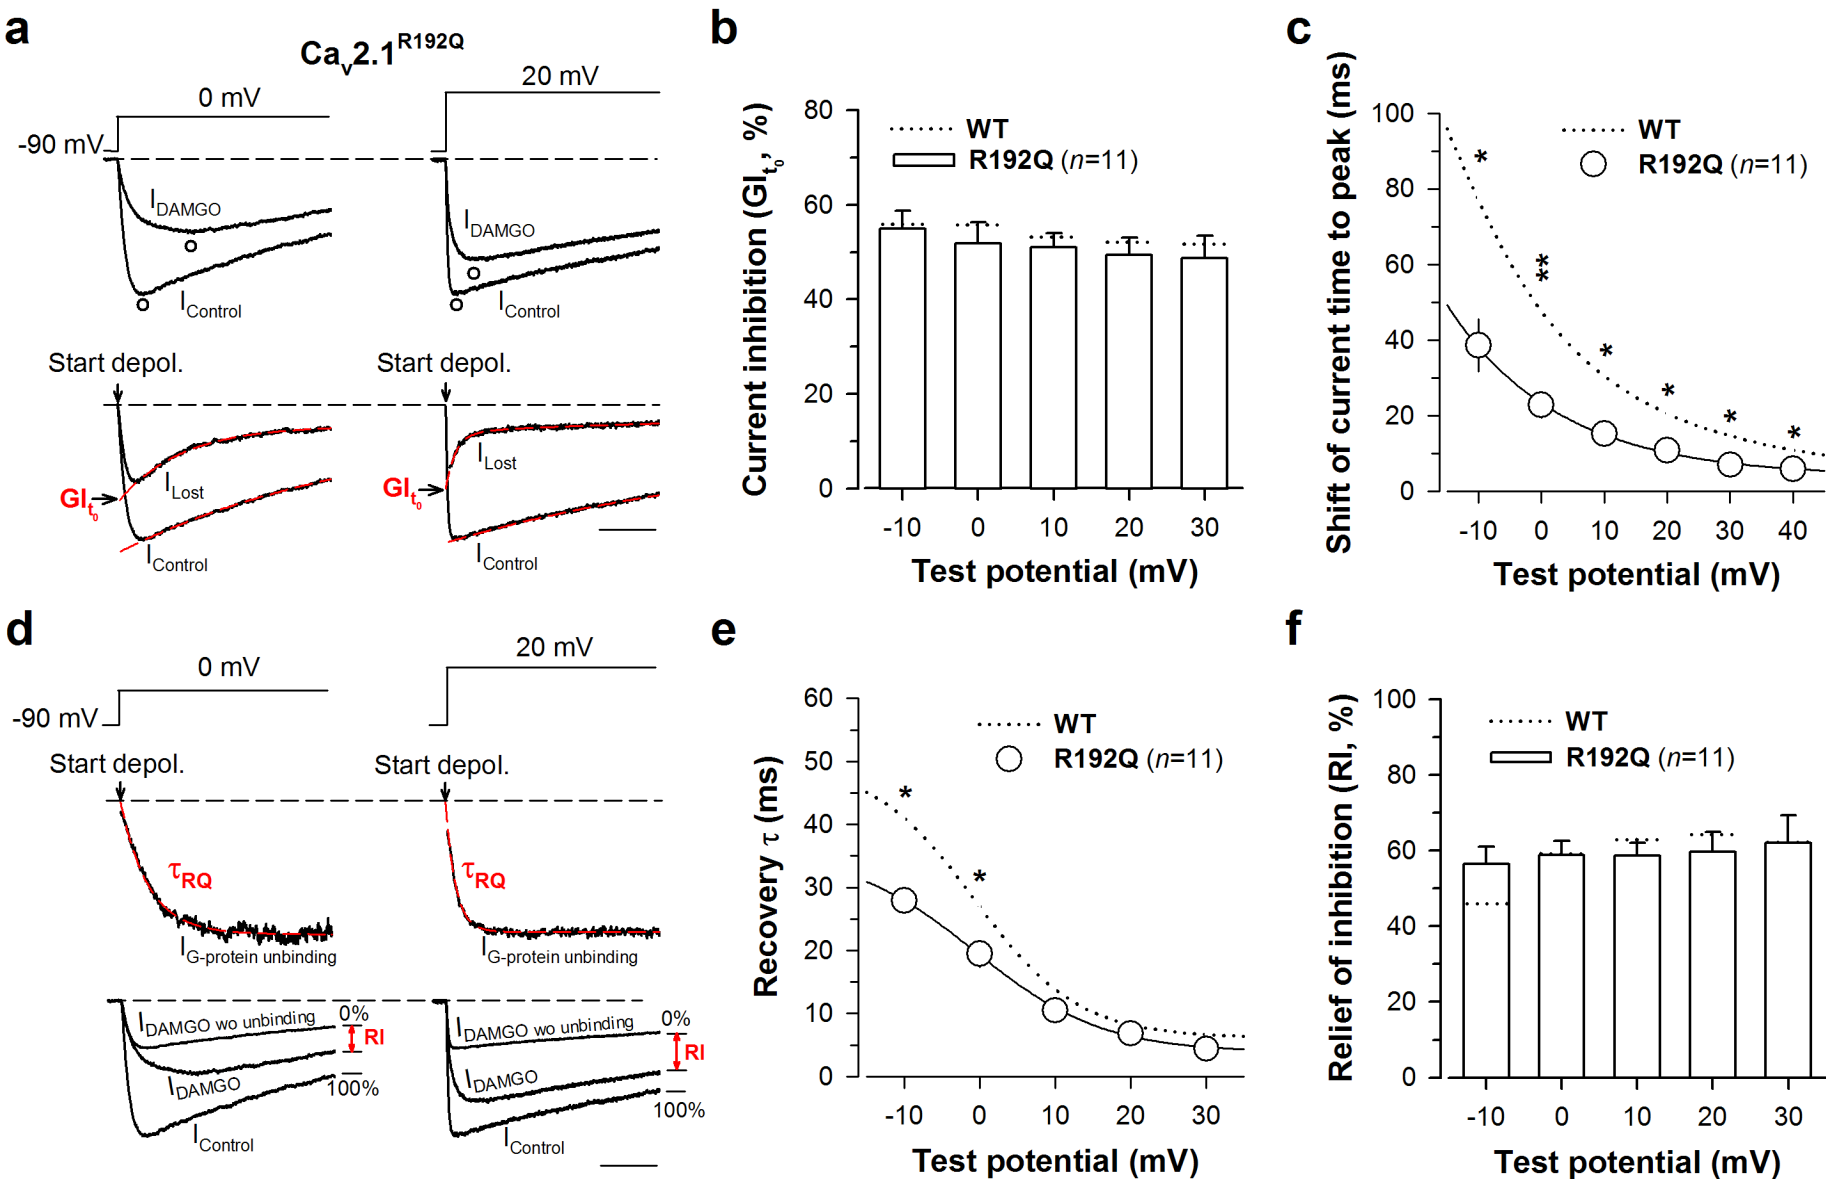 a
Cav2.1R192Q
0 mV
20 mV
-90 mV
IDAMGO
IDAMGO
IControl
IControl
Start depol.
Start depol.
ILost
ILost
GIt0
GIt0
IControl
IControl
b
Current inhibition (GIt0, %)
80
60
40
20
0
WT
R192Q (n=11)
-10 0 10 20 30
Test potential (mV)
c
Shift of current time to peak (ms)
100
80
60
40
20
0
WT
R192Q (n=11)
*
**
*
*
*
*
-10 0 10 20 30 40
Test potential (mV)
d
0 mV
20 mV
-90 mV
Start depol.
Start depol.
τRQ
τRQ
IG-protein unbinding
IG-protein unbinding
IDAMGO wo unbinding
0%
RI
IDAMGO
100%
IControl
IDAMGO wo unbinding
0%
RI
IDAMGO
100%
IControl
e
Recovery τ (ms)
60
50
40
30
20
10
0
WT
R192Q (n=11)
*
*
-10 0 10 20 30
Test potential (mV)
f
Relief of inhibition (RI, %)
100
80
60
40
20
0
WT
R192Q (n=11)
-10 0 10 20 30
Test potential (mV)